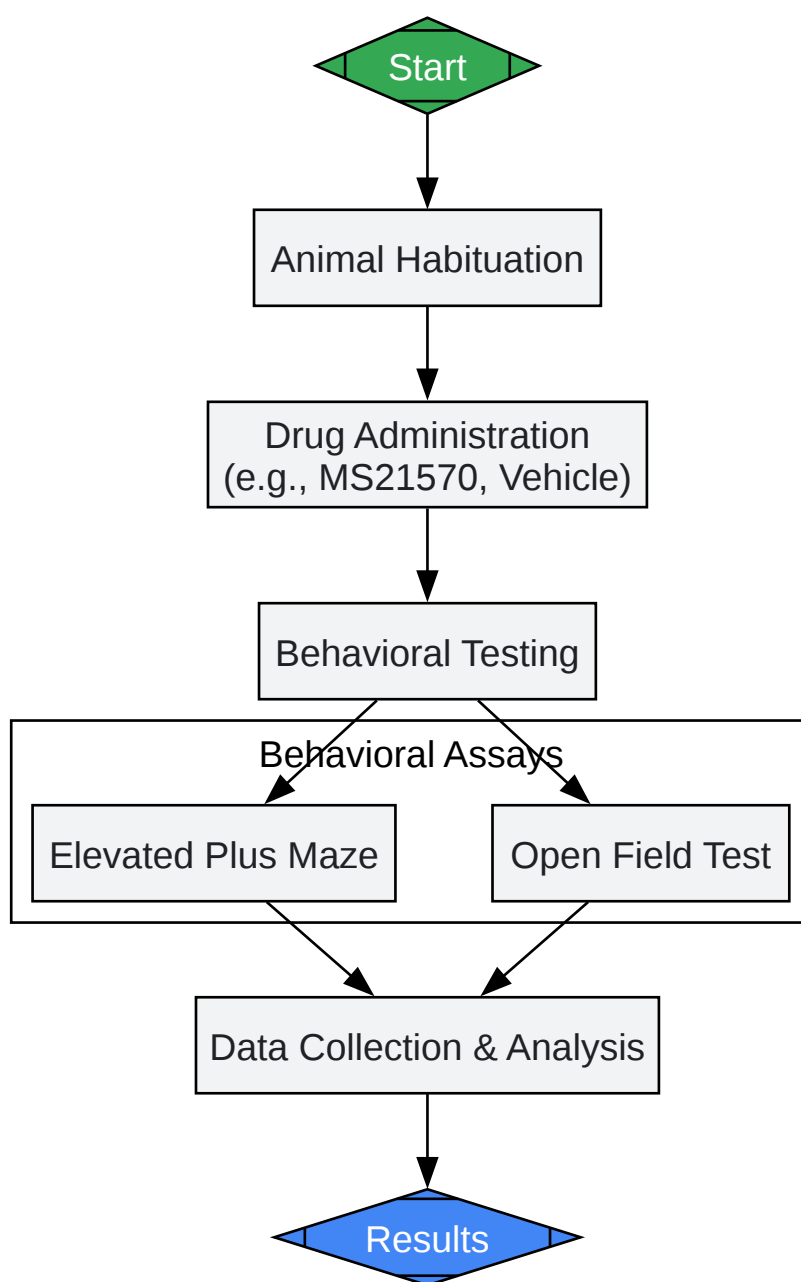 Start
Animal Habituation
Drug Administration
(e.g., MS21570, Vehicle)
Behavioral Testing
Behavioral Assays
Elevated Plus Maze
Open Field Test
Data Collection & Analysis
Results